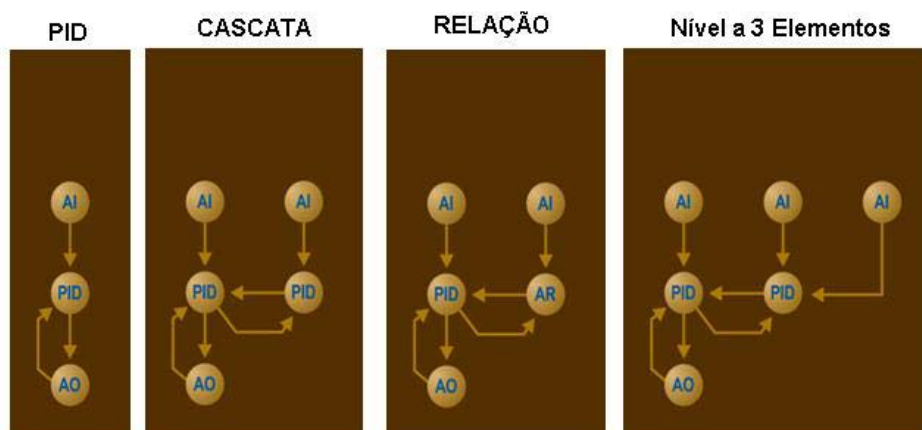 PID
CASCATA
RELAÇÃO
Nível a 3 Elementos
AI
PID
AO
AI
AI
PID
PID
AO
AI
AI
PID
AR
AO
AI
AI
AI
PID
PID
AO